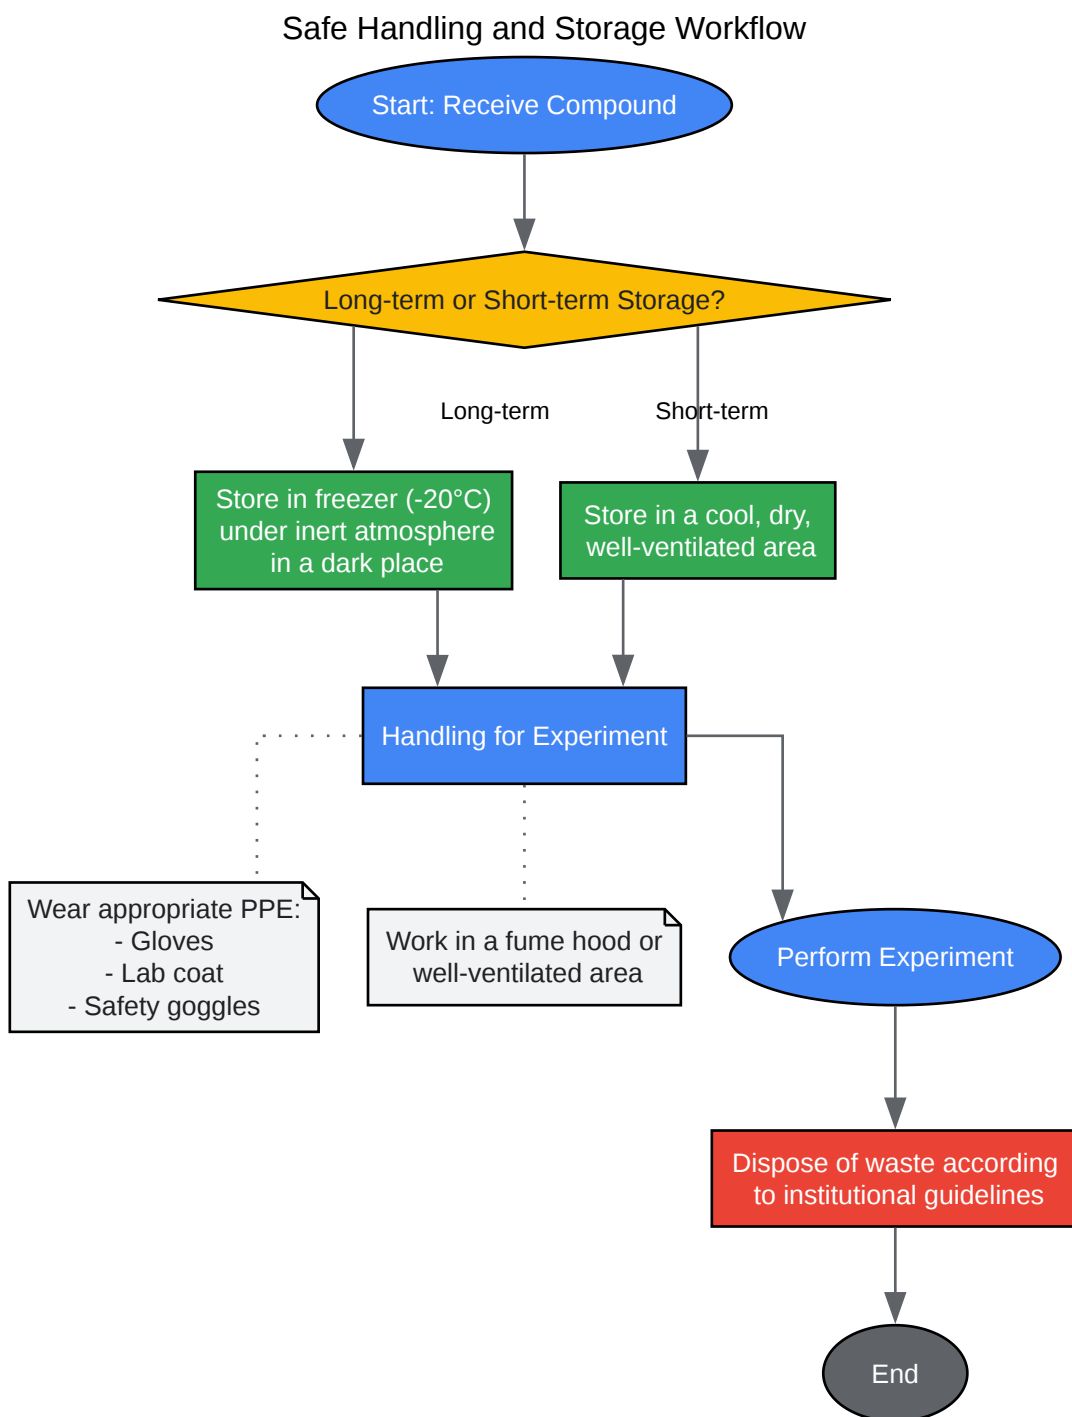 Safe Handling and Storage Workflow
Start: Receive Compound
Long-term or Short-term Storage?
Long-term
Short-term
Store in freezer (-20°C)
under inert atmosphere
in a dark place
Store in a cool, dry,
well-ventilated area
Handling for Experiment
Wear appropriate PPE:
- Gloves
- Lab coat
- Safety goggles
Work in a fume hood or
well-ventilated area
Perform Experiment
Dispose of waste according
to institutional guidelines
End